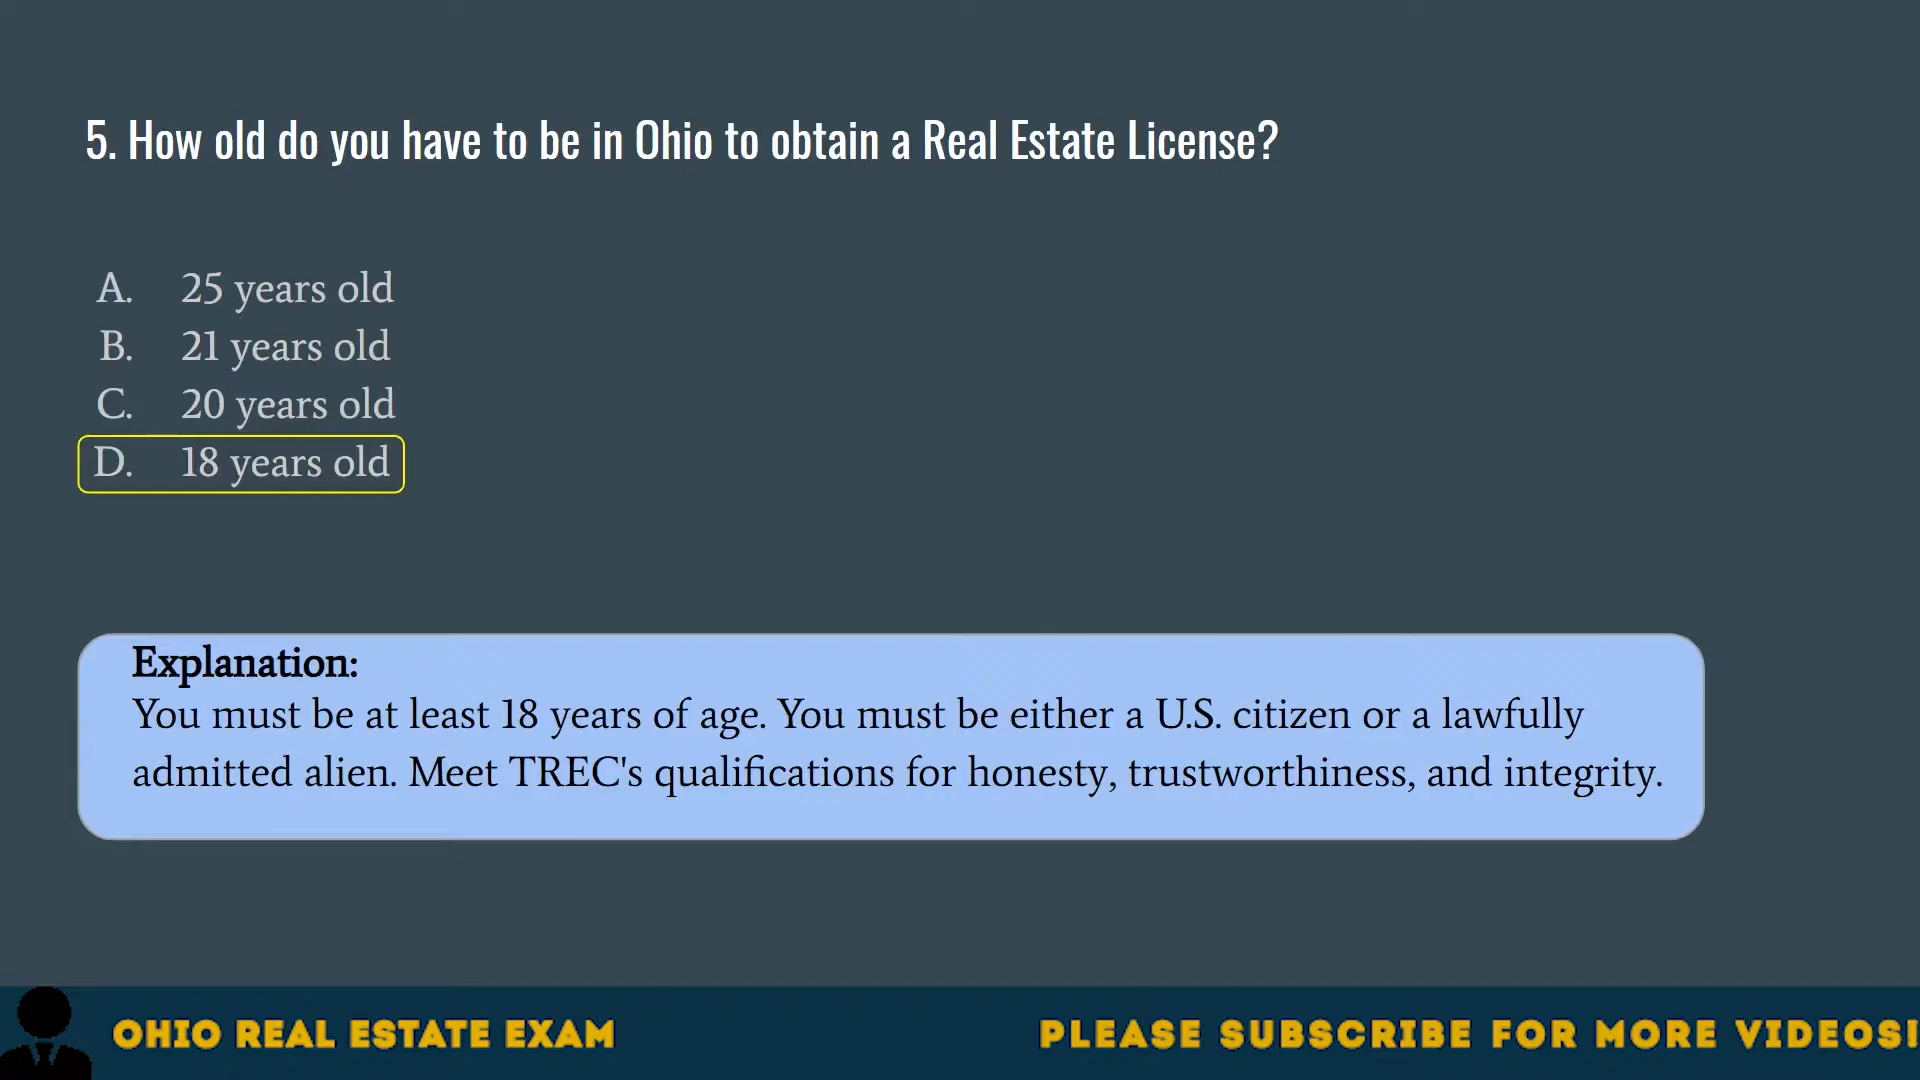 5. How old do you have to be in Ohio to obtain a Real Estate License?
A. 25 years old
B. 21 years old
C. 20 years old
D. 18 years old
Explanation:
You must be at least 18 years of age. You must be either a U.S. citizen or a lawfully
admitted alien. Meet TREC's qualifications for honesty, trustworthiness, and integrity.
OHIO REAL ESTATE EXAM
PLEASE SUBSCRIBE FOR MORE VIDEOS!